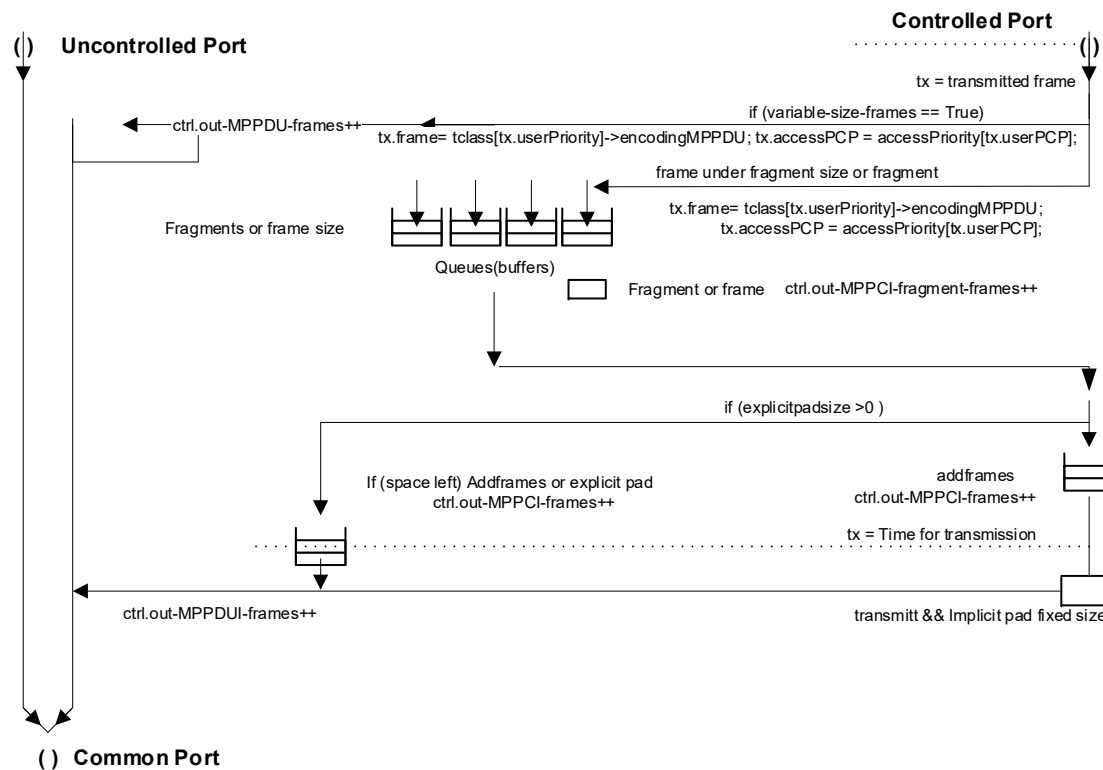 Controlled Port
( ) Uncontrolled Port
( )
tx = transmitted frame
if (variable-size-frames == True)
ctrl.out-MPPDU-frames++
tx.frame= tclass[tx.userPriority]->encodingMPPDU; tx.accessPCP = accessPriority[tx.userPCP];
frame under fragment size or fragment
tx.frame= tclass[tx.userPriority]->encodingMPPDU;
Fragments or frame size
tx.accessPCP = accessPriority[tx.userPCP];
Queues(buffers)
Fragment or frame ctrl.out-MPPCI-fragment-frames++
if (explicitpadsize >0 )
If (space left) Addframes or explicit pad
ctrl.out-MPPCI-frames++
addframes
ctrl.out-MPPCI-frames++
tx = Time for transmission
ctrl.out-MPPDUI-frames++
transmitt && Implicit pad fixed size
( ) Common Port